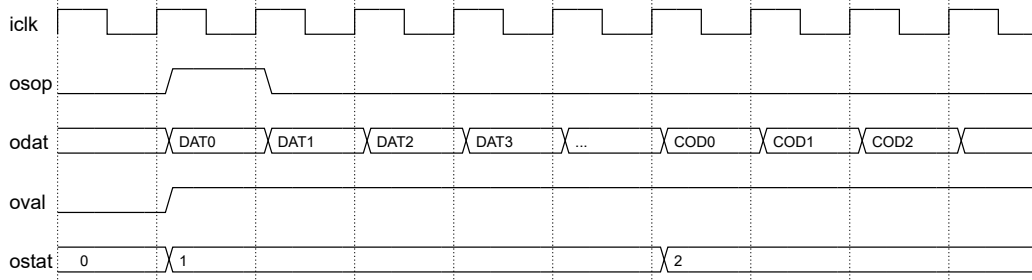 iclk
osop
odat DAT0 DAT1 DAT2 DAT3 ... COD0 COD1 COD2
oval
ostat 0 1 2